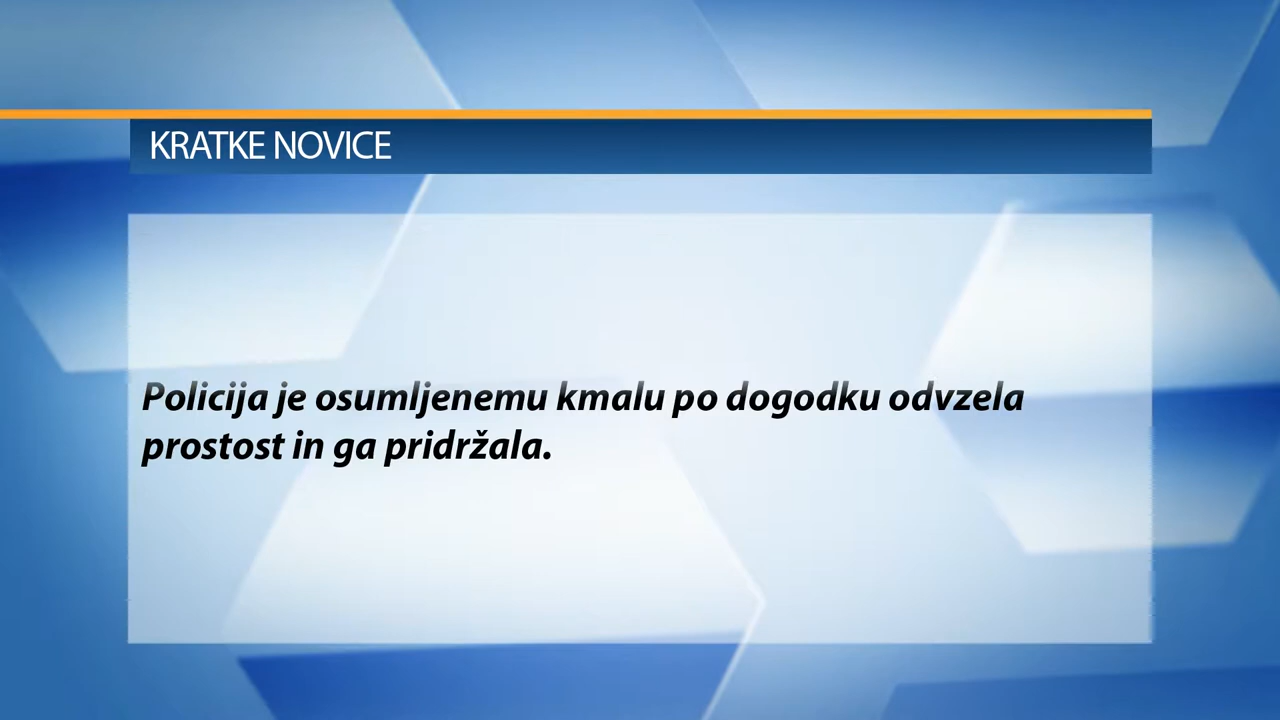 KRATKE NOVICE
Policija je osumljenemu kmalu po dogodku odvzela
prostost in ga pridržala.